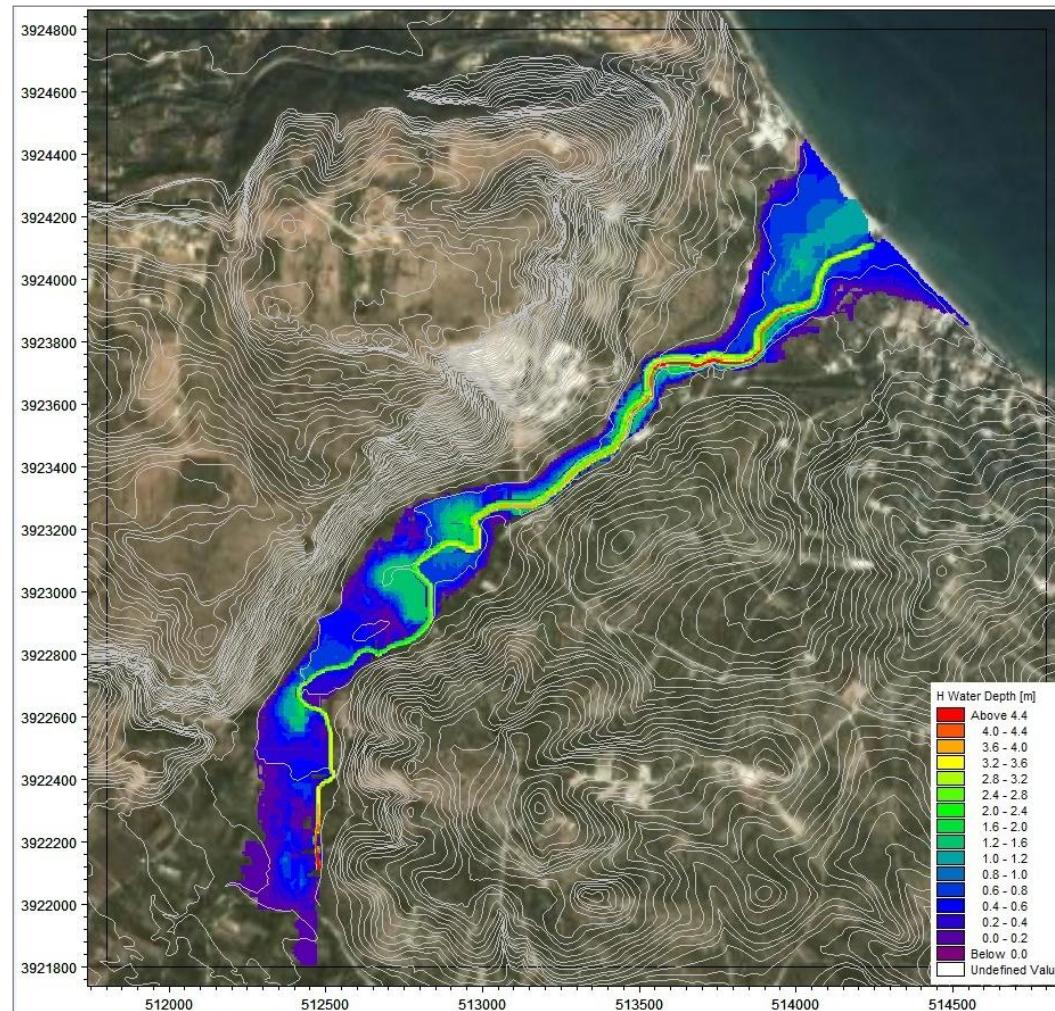 3924800
3924600
3924400
3924200
3924000
3923800
3923600
3923400
3923200
3923000
3922800
3922600
3922400
3922200
3922000
3921800
H Water Depth [m]
Above 4.4
4.0 - 4.4
3.6 - 4.0
3.2 - 3.6
2.8 - 3.2
2.4 - 2.8
2.0 - 2.4
1.6 - 2.0
1.2 - 1.6
1.0 - 1.2
0.8 - 1.0
0.6 - 0.8
0.4 - 0.6
0.2 - 0.4
0.0 - 0.2
Below 0.0
Undefined Valu
512000 512500 513000 513500 514000 514500